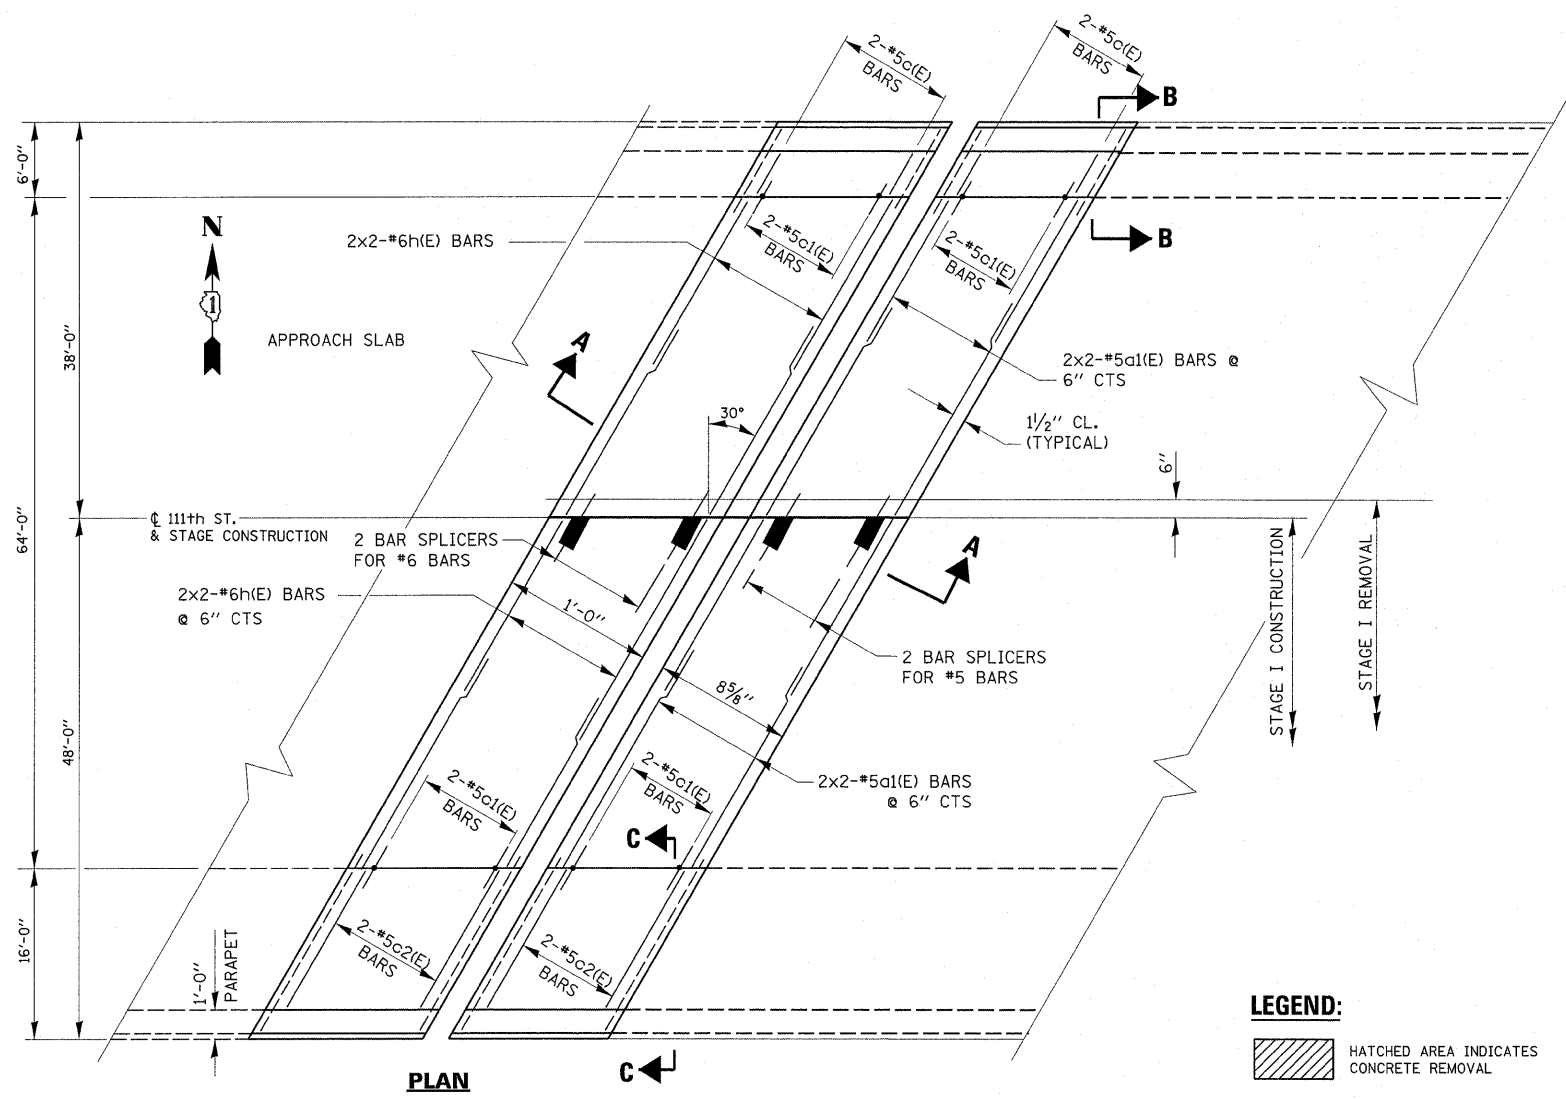 2-#5c(E)
BARS
2-#5c(E)
BARS
B
6'-0"
N
2x2-#6h(E) BARS
2-#5c1(E)
BARS
2-#5c1(E)
BARS
B
38'-0"
APPROACH SLAB
A
2x2-#5a1(E) BARS @
6" CTS
30°
1½" CL.
(TYPICAL)
6"
64'-0"
℄ 111th ST.
& STAGE CONSTRUCTION
2 BAR SPLICERS
FOR #6 BARS
A
2x2-#6h(E) BARS
@ 6" CTS
1'-0"
2 BAR SPLICERS
FOR #5 BARS
STAGE I CONSTRUCTION
STAGE I REMOVAL
8⅝"
48'-0"
2-#5c1(E)
BARS
2-#5c1(E)
BARS
2x2-#5a1(E) BARS
@ 6" CTS
C
16'-0"
1'-0"
PARAPET
2-#5c2(E)
BARS
2-#5c2(E)
BARS
C
PLAN
LEGEND:
HATCHED AREA INDICATES
CONCRETE REMOVAL